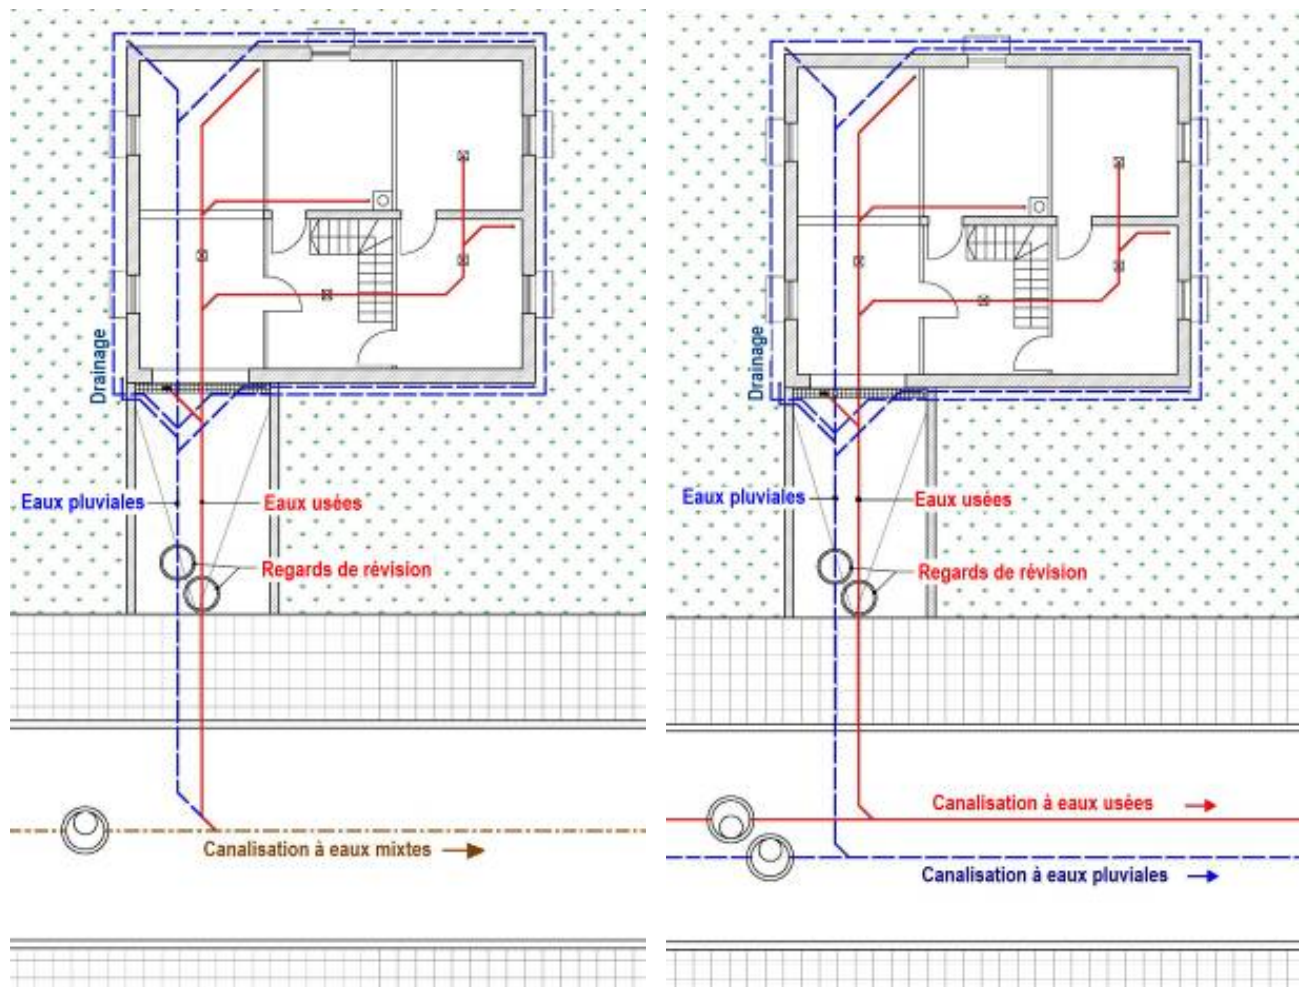 Drainage
Eaux pluviales
Eaux usées
Regards de révision
Canalisation à eaux mixtes
Drainage
Eaux pluviales
Eaux usées
Regards de révision
Canalisation à eaux usées
Canalisation à eaux pluviales